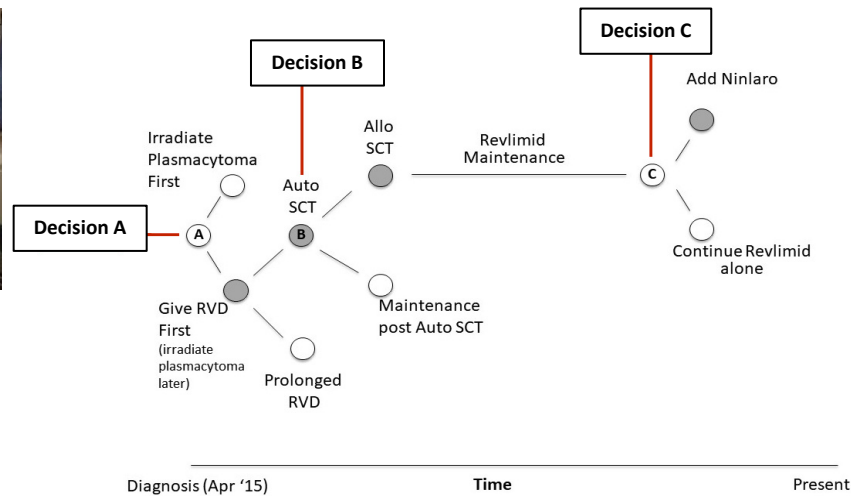 Decision C
Decision B
Add Ninlaro
Allo
SCT
Revlimid
Maintenance
Irradiate
Plasmacytoma
First
Auto
SCT
C
Decision A
A
B
Continue Revlimid
alone
Give RVD
First
(irradiate
plasmacytoma
later)
Maintenance
post Auto SCT
Prolonged
RVD
Diagnosis (Apr ‘15)
Time
Present